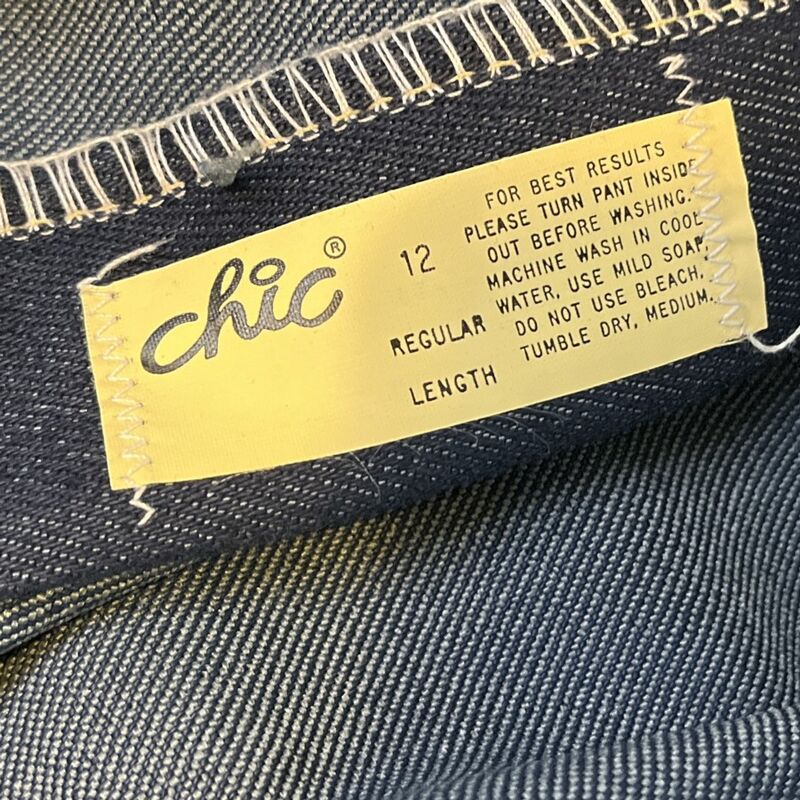 chic®
12
REGULAR
LENGTH
FOR BEST RESULTS
PLEASE TURN PANT INSIDE
OUT BEFORE WASHING.
MACHINE WASH IN COOL
WATER, USE MILD SOAP.
DO NOT USE BLEACH.
TUMBLE DRY, MEDIUM.